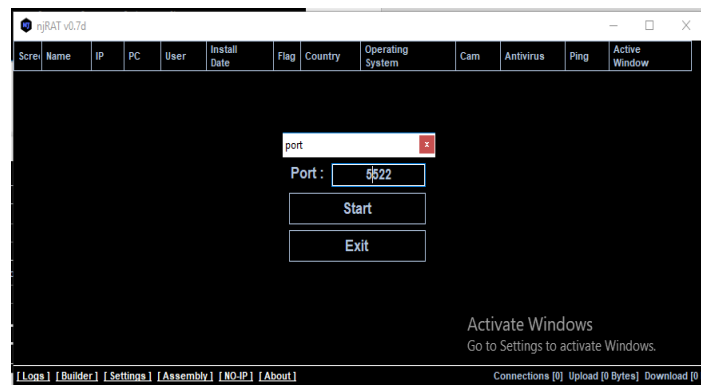 njRAT v0.7d
Scree Name IP PC User Install Date Flag Country Operating System Cam Antivirus Ping Active Window
port x
Port : 5522
Start
Exit
Activate Windows
Go to Settings to activate Windows.
[ Logs ] [ Builder ] [ Settings ] [ Assembly ] [ NO-IP ] [ About ] Connections [0] Upload [0 Bytes] Download [0